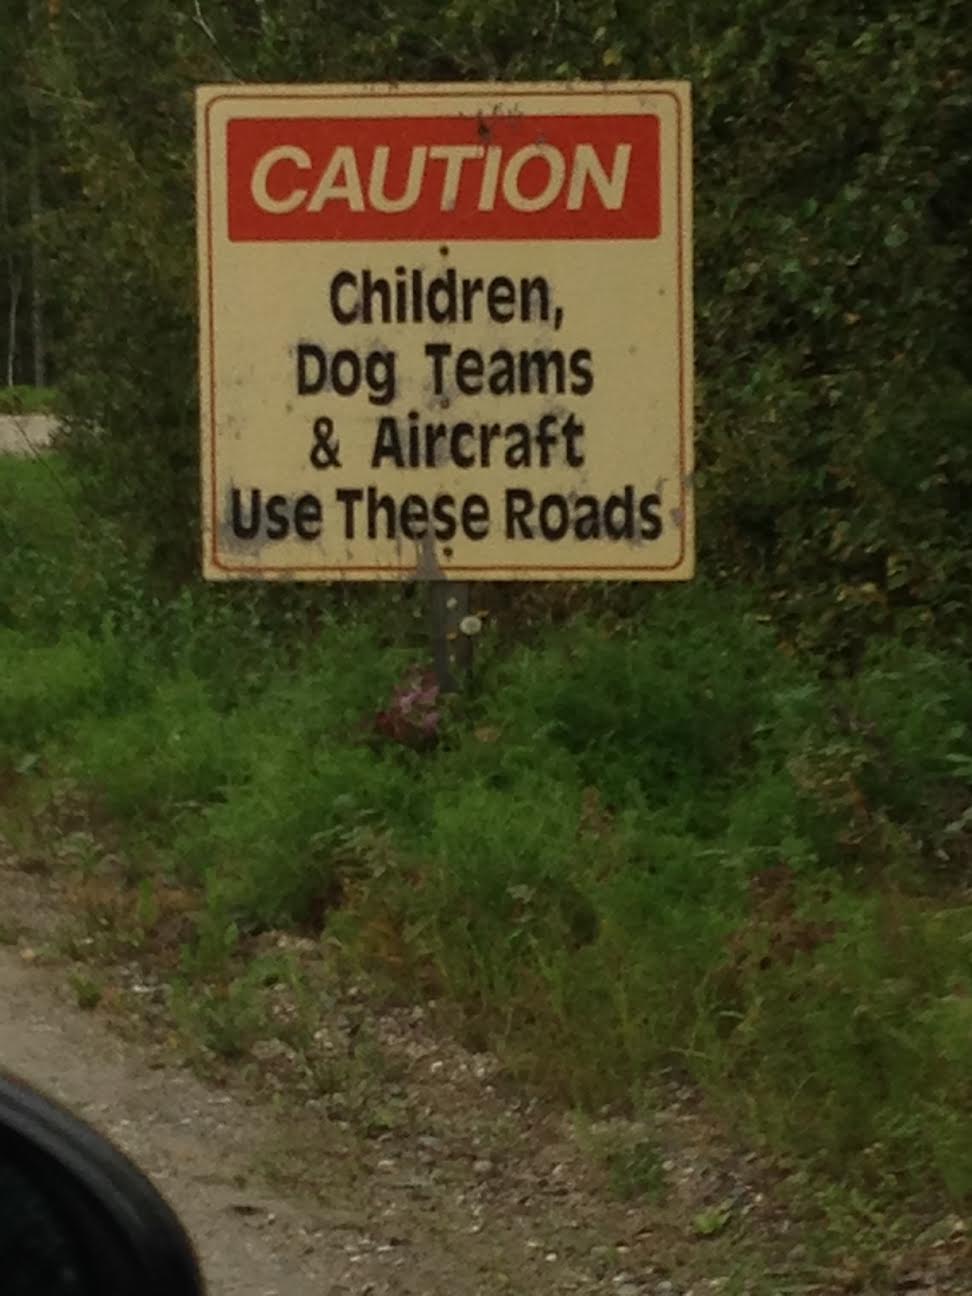 CAUTION
Children,
Dog Teams
& Aircraft
Use These Roads